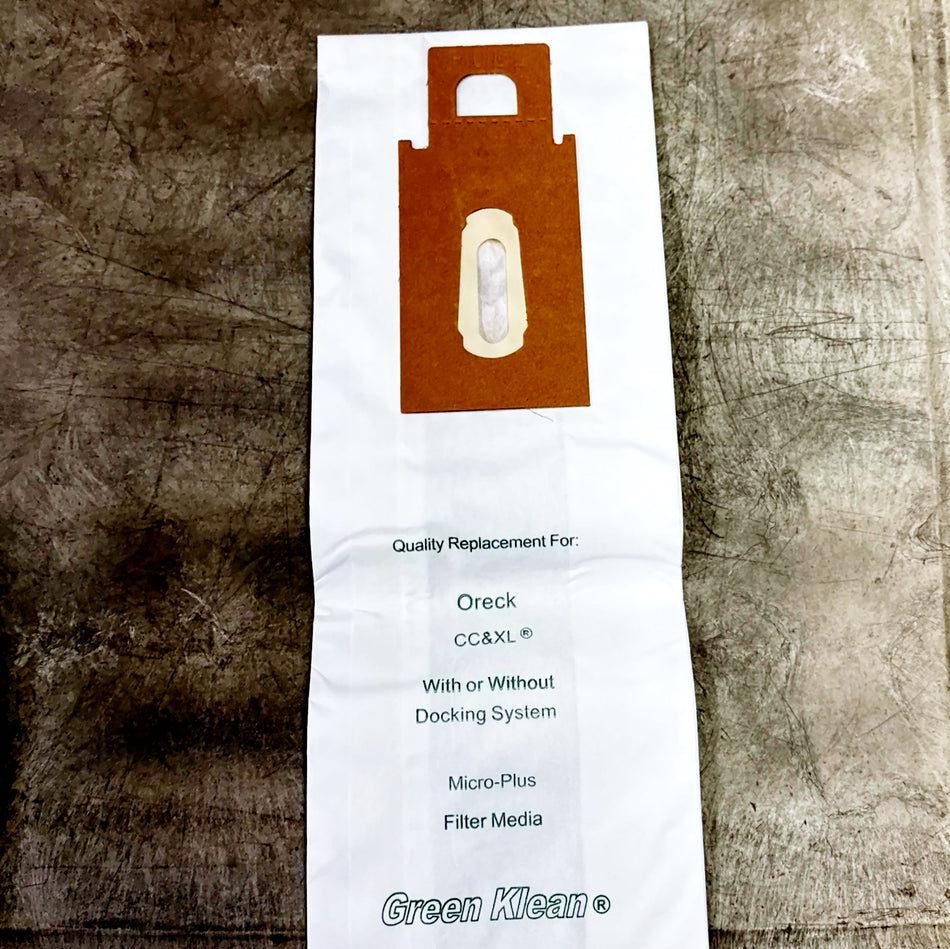 Quality Replacement For:
Oreck
CC&XL®
With or Without
Docking System
Micro-Plus
Filter Media
Green Klean®